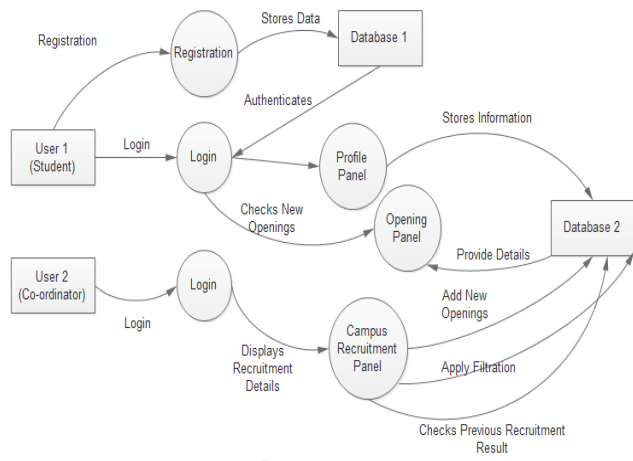 Stores Data
Registration
Registration
Database 1
Authenticates
Stores Information
User 1
(Student)
Login
Login
Profile
Panel
Checks New
Openings
Opening
Panel
Database 2
Provide Details
User 2
(Co-ordinator)
Login
Login
Add New
Openings
Displays
Recruitment
Details
Campus
Recruitment
Panel
Apply Filtration
Checks Previous Recruitment
Result